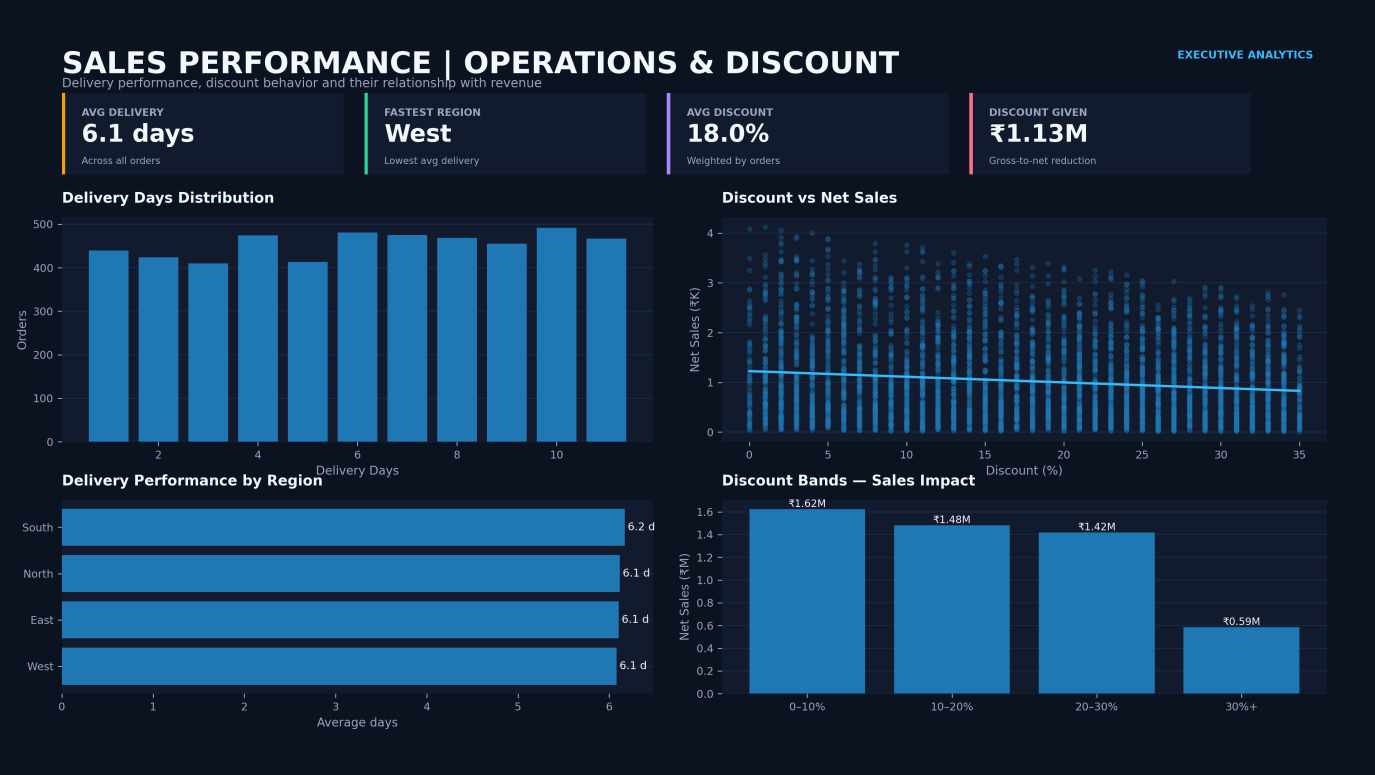 SALES PERFORMANCE | OPERATIONS & DISCOUNT
EXECUTIVE ANALYTICS
Delivery performance, discount behavior and their relationship with revenue
AVG DELIVERY
6.1 days
Across all orders
FASTEST REGION
West
Lowest avg delivery
AVG DISCOUNT
18.0%
Weighted by orders
DISCOUNT GIVEN
₹1.13M
Gross-to-net reduction
Delivery Days Distribution
Orders
500
400
300
200
100
0
2 4 6 8 10
Delivery Days
Discount vs Net Sales
Net Sales (₹K)
4
3
2
1
0
0 5 10 15 20 25 30 35
Discount (%)
Delivery Performance by Region
South 6.2 d
North 6.1 d
East 6.1 d
West 6.1 d
0 1 2 3 4 5 6
Average days
Discount Bands — Sales Impact
Net Sales (₹M)
1.6
1.4
1.2
1.0
0.8
0.6
0.4
0.2
0.0
₹1.62M
₹1.48M
₹1.42M
₹0.59M
0–10% 10–20% 20–30% 30%+